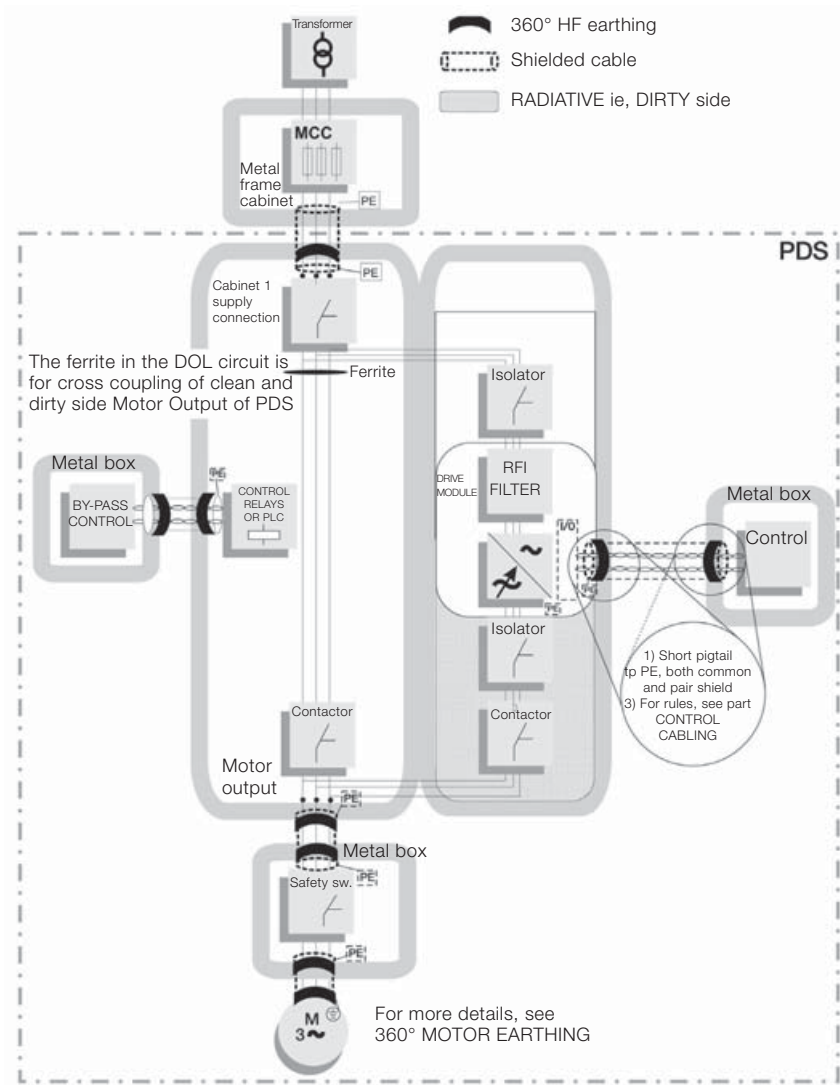 Transformer
360° HF earthing
Shielded cable
RADIATIVE ie, DIRTY side
MCC
Metal
frame
cabinet
PE
PDS
PE
Cabinet 1
supply
connection
The ferrite in the DOL circuit is
for cross coupling of clean and
dirty side Motor Output of PDS
Ferrite
Isolator
Metal box
BY-PASS
CONTROL
PE
CONTROL
RELAYS
OR PLC
DRIVE
MODULE
RFI
FILTER
I/O
PE
PE
Metal box
Control
Isolator
1) Short pigtail
tp PE, both common
and pair shield
3) For rules, see part
CONTROL
CABLING
Contactor
Contactor
Motor
output
PE
Metal box
Safety sw.
PE
PE
M
3~
For more details, see
360° MOTOR EARTHING